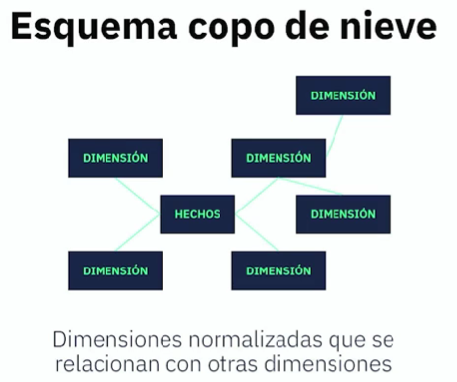 Esquema copo de nieve
DIMENSIÓN
DIMENSIÓN
DIMENSIÓN
HECHOS
DIMENSIÓN
DIMENSIÓN
DIMENSIÓN
Dimensiones normalizadas que se
relacionan con otras dimensiones